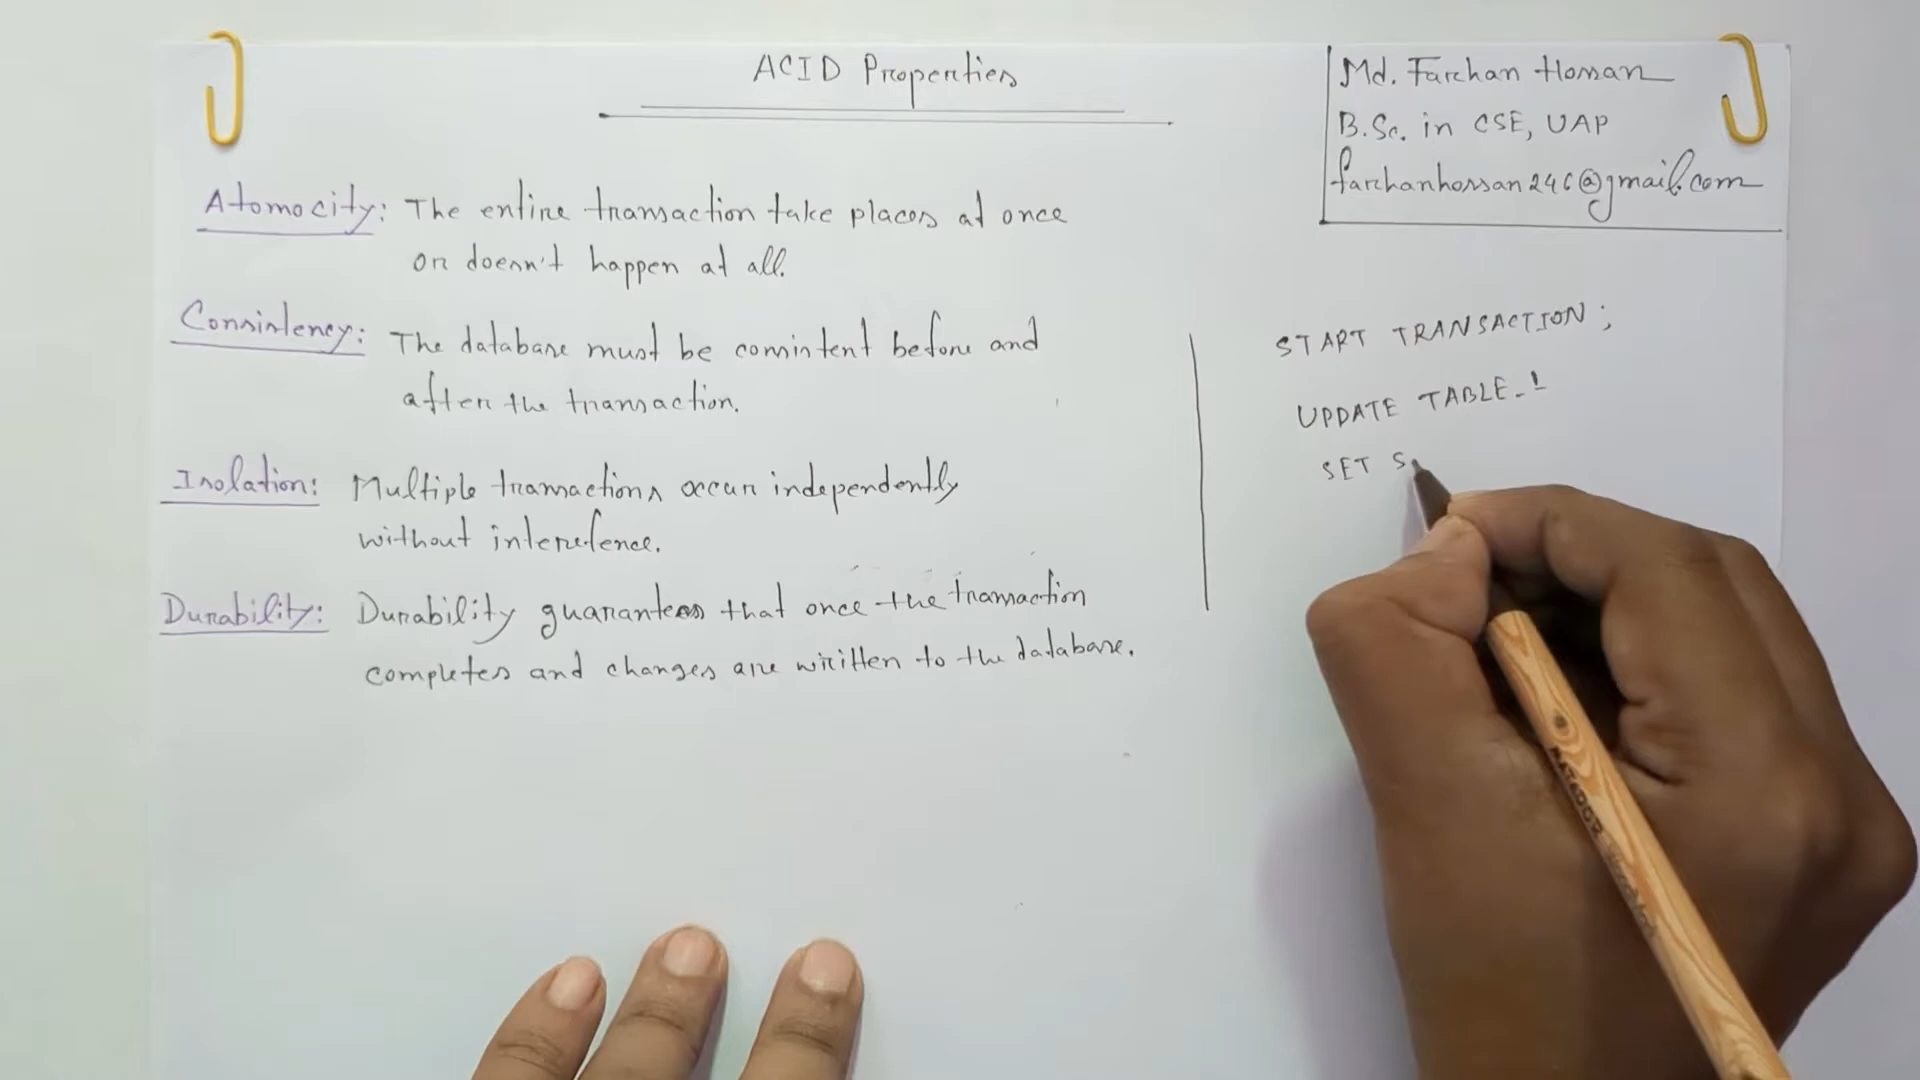 ACID Properties
Md. Farhan Hossan
B.Sc. in CSE, UAP
farhanhossan246@gmail.com
Atomocity: The entire transaction take places at once
or doesn't happen at all.
Consistency: The database must be consistent before and
after the transaction.
Isolation: Multiple transactions occur independently
without interefence.
Durability: Durability guarantees that once the transaction
completes and changes are written to the database.
START TRANSACTION;
UPDATE TABLE_1
SET S
MATADOR